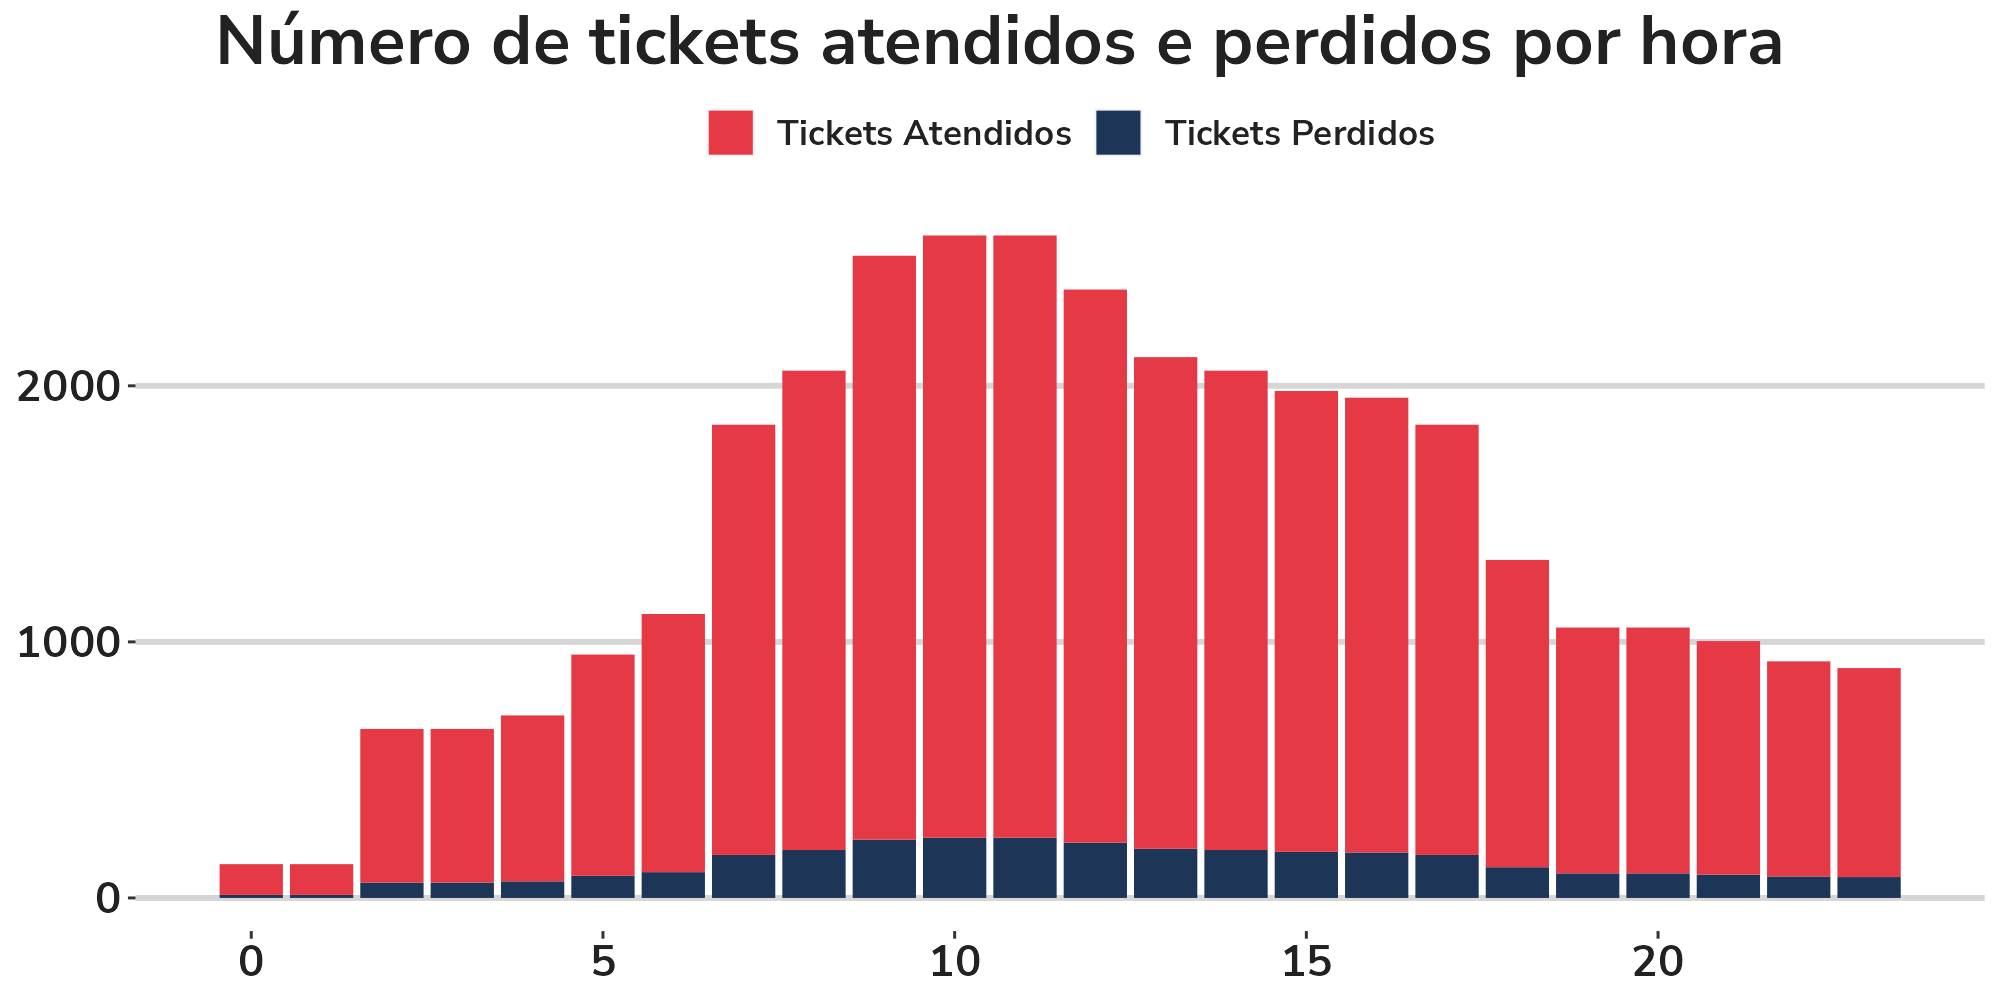 Número de tickets atendidos e perdidos por hora
Tickets Atendidos Tickets Perdidos
2000
1000
0
0 5 10 15 20